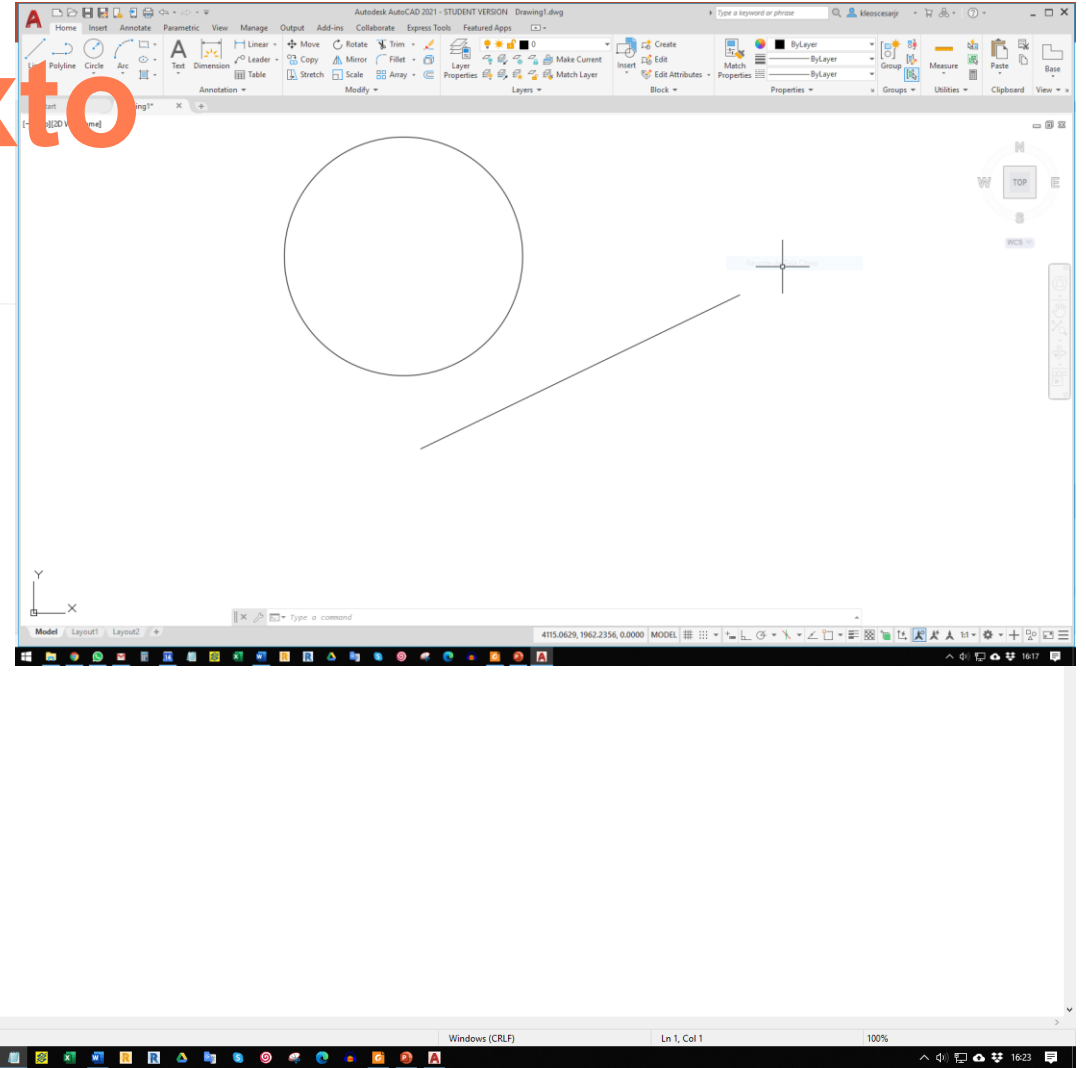 Autodesk AutoCAD 2021 - STUDENT VERSION Drawing1.dwg
Type a keyword or phrase
kleoscesarjr
Home Insert Annotate Parametric View Manage Output Add-ins Collaborate Express Tools Featured Apps
Linear Move Rotate Trim 0 Create ByLayer
Polyline Circle Arc Text Dimension Leader Copy Mirror Fillet Make Current Edit ByLayer
Table Stretch Scale Array Layer Properties Match Layer Insert Edit Attributes Match Properties ByLayer Group Measure Paste Base
Annotation Modify Layers Block Properties Groups Utilities Clipboard View
xto
N
W TOP E
S
WCS
Y
X
Type a command
Model Layout1 Layout2
4115.0629, 1962.2356, 0.0000 MODEL 1:1
16:17
Windows (CRLF) Ln 1, Col 1 100%
16:23